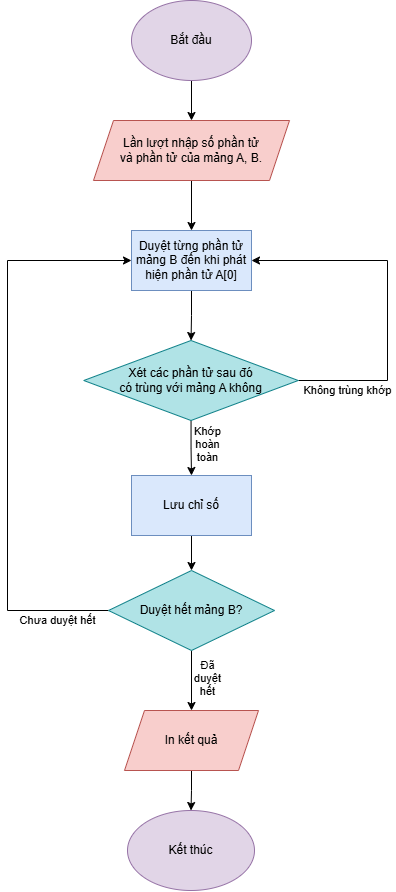 Bắt đầu
Lần lượt nhập số phần tử
và phần tử của mảng A, B.
Duyệt từng phần tử
mảng B đến khi phát
hiện phần tử A[0]
Xét các phần tử sau đó
có trùng với mảng A không
Không trùng khớp
Khớp
hoàn
toàn
Lưu chỉ số
Duyệt hết mảng B?
Chưa duyệt hết
Đã
duyệt
hết
In kết quả
Kết thúc